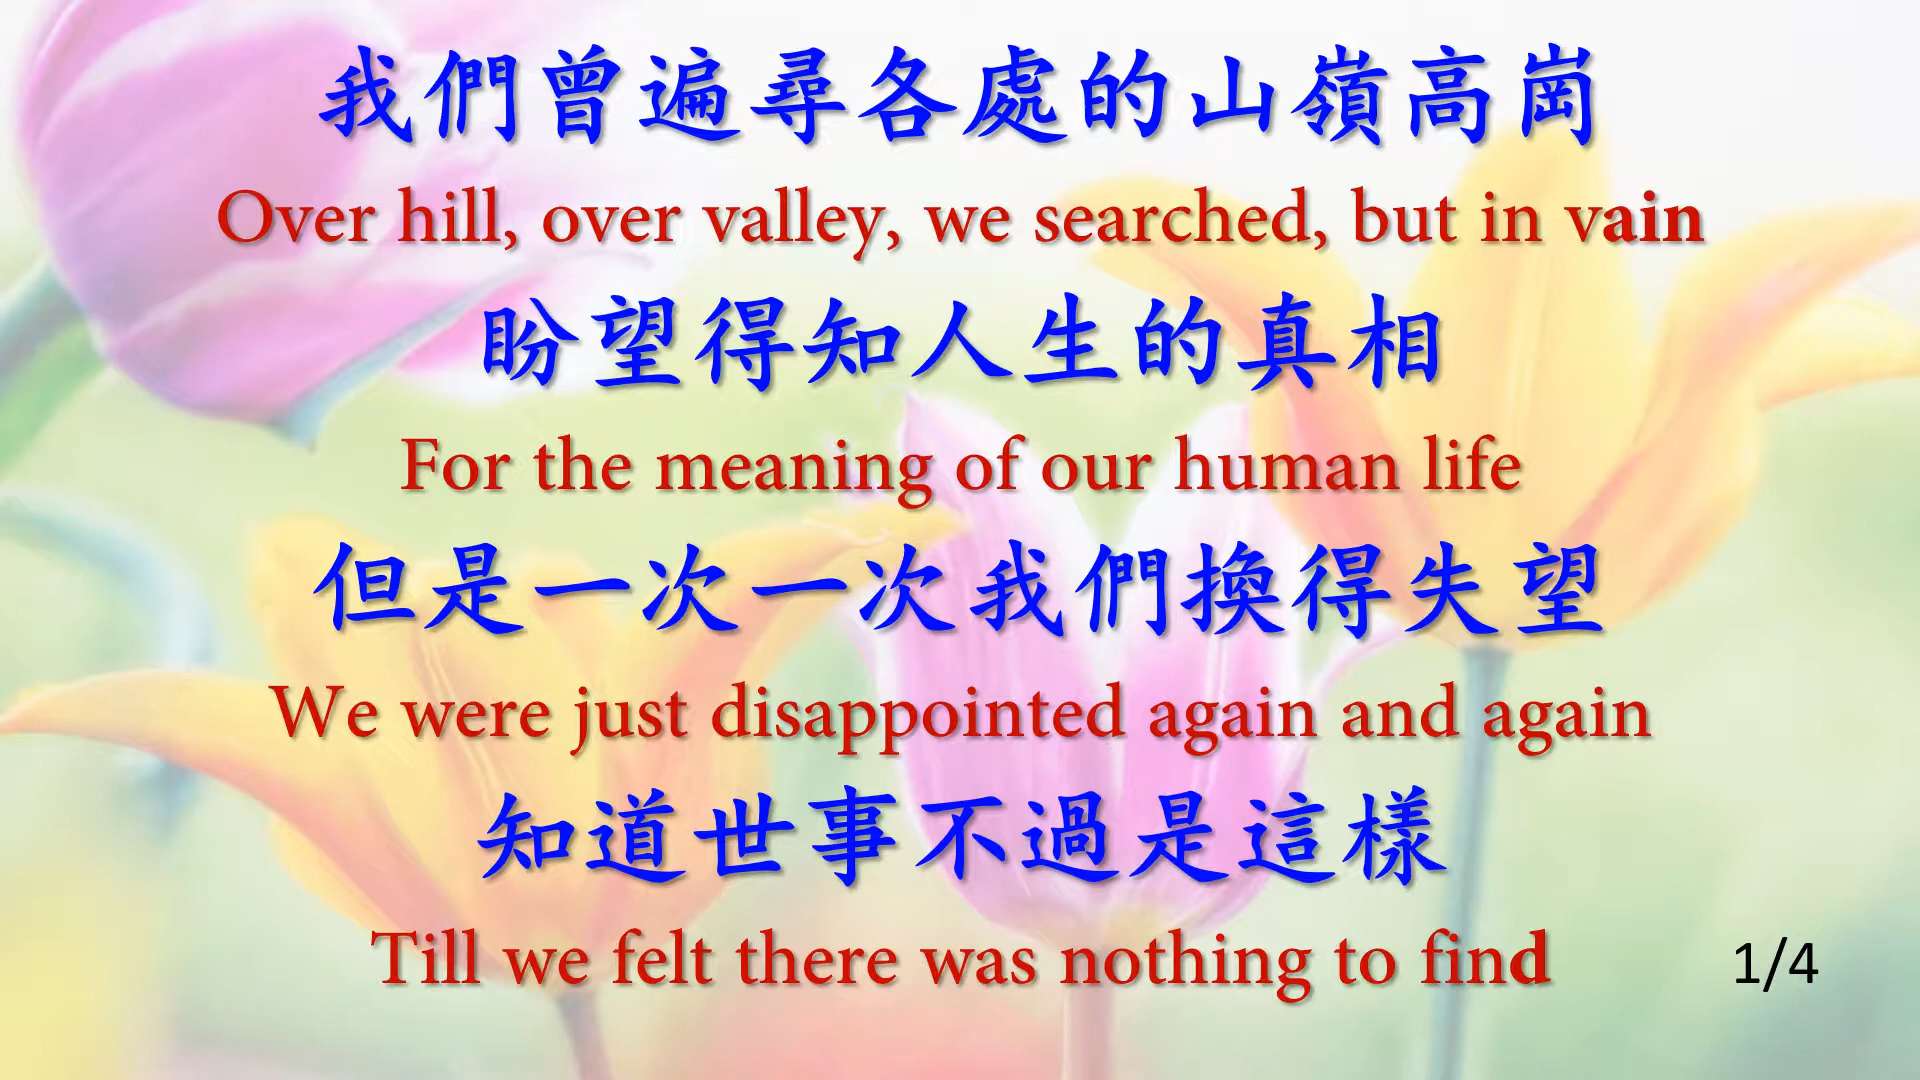 我們曾遍尋各處的山嶺高崗
Over hill, over valley, we searched, but in vain
盼望得知人生的真相
For the meaning of our human life
但是一次一次我們換得失望
We were just disappointed again and again
知道世事不過是這樣
Till we felt there was nothing to find
1/4